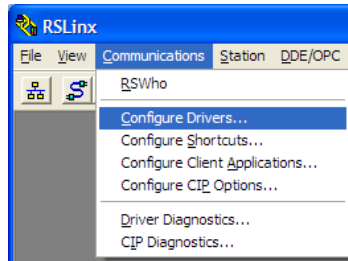 RSLinx
File View Communications Station DDE/OPC
RSWho
Configure Drivers...
Configure Shortcuts...
Configure Client Applications...
Configure CIP Options...
Driver Diagnostics...
CIP Diagnostics...